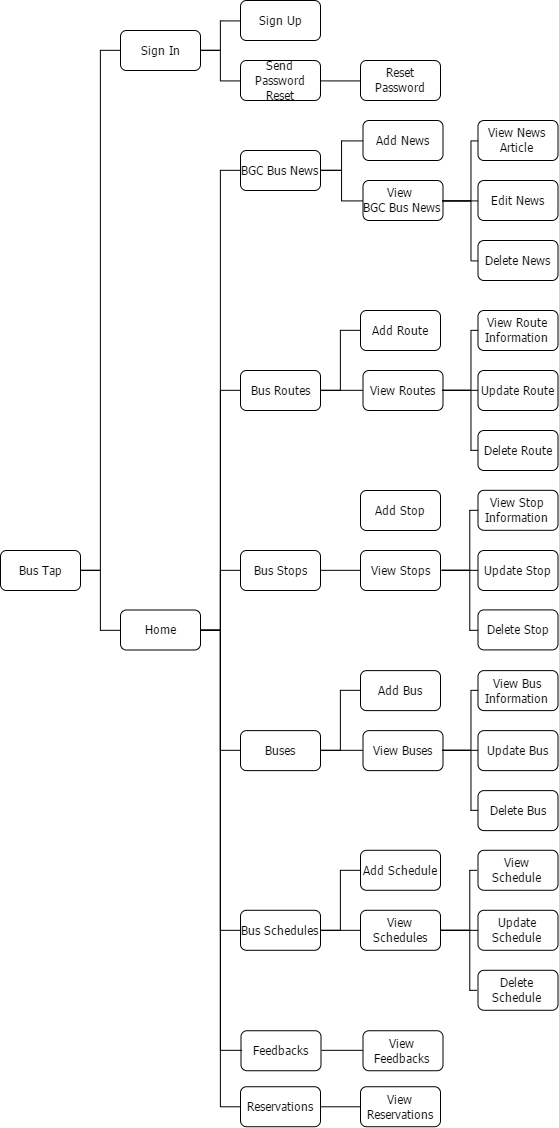 Sign Up
Sign In
Send
Password
Reset
Reset
Password
Add News
View News
Article
BGC Bus News
View
BGC Bus News
Edit News
Delete News
Add Route
View Route
Information
Bus Routes
View Routes
Update Route
Delete Route
Add Stop
View Stop
Information
Bus Tap
Bus Stops
View Stops
Update Stop
Home
Delete Stop
Add Bus
View Bus
Information
Buses
View Buses
Update Bus
Delete Bus
Add Schedule
View
Schedule
Bus Schedules
View
Schedules
Update
Schedule
Delete
Schedule
Feedbacks
View
Feedbacks
Reservations
View
Reservations